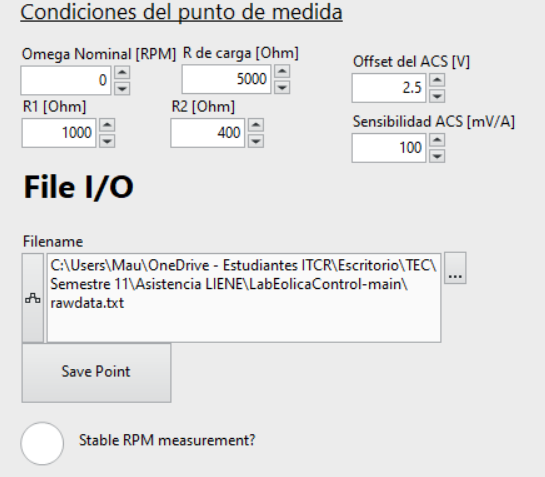 Condiciones del punto de medida
Omega Nominal [RPM] R de carga [Ohm]
Offset del ACS [V]
0
5000
2.5
R1 [Ohm]
R2 [Ohm]
Sensibilidad ACS [mV/A]
1000
400
100
File I/O
Filename
C:\Users\Mau\OneDrive - Estudiantes ITCR\Escritorio\TEC\
Semestre 11\Asistencia LIENE\LabEolicaControl-main\
rawdata.txt
...
Save Point
Stable RPM measurement?